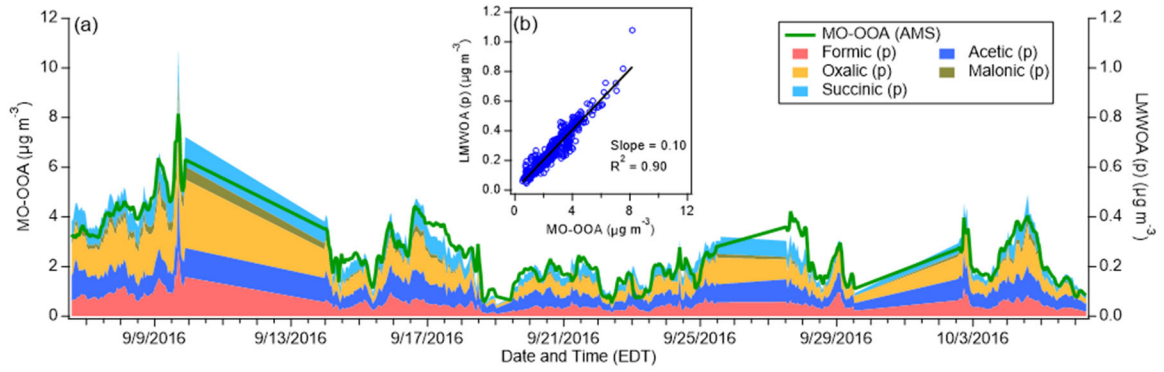 (a)
12
10
8
6
4
2
0
MO-OOA (µg m⁻³)
(b)
1.2
1.0
0.8
0.6
0.4
0.2
0.0
LMWOA (p) (µg m⁻³)
Slope = 0.10
R² = 0.90
0 4 8 12
MO-OOA (µg m⁻³)
MO-OOA (AMS)
Formic (p) Acetic (p)
Oxalic (p) Malonic (p)
Succinic (p)
1.2
1.0
0.8
0.6
0.4
0.2
0.0
LMWOA (p) (µg m⁻³)
9/9/2016 9/13/2016 9/17/2016 9/21/2016 9/25/2016 9/29/2016 10/3/2016
Date and Time (EDT)